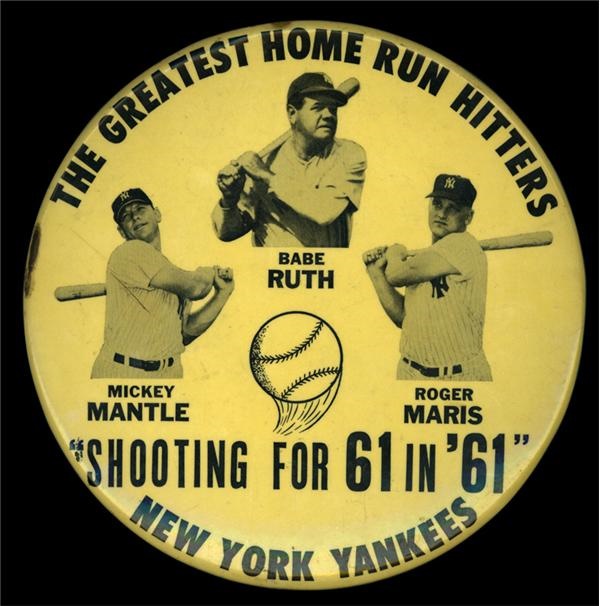 THE GREATEST HOME RUN HITTERS
BABE
RUTH
MICKEY
MANTLE
ROGER
MARIS
"SHOOTING FOR 61 IN '61"
NEW YORK YANKEES